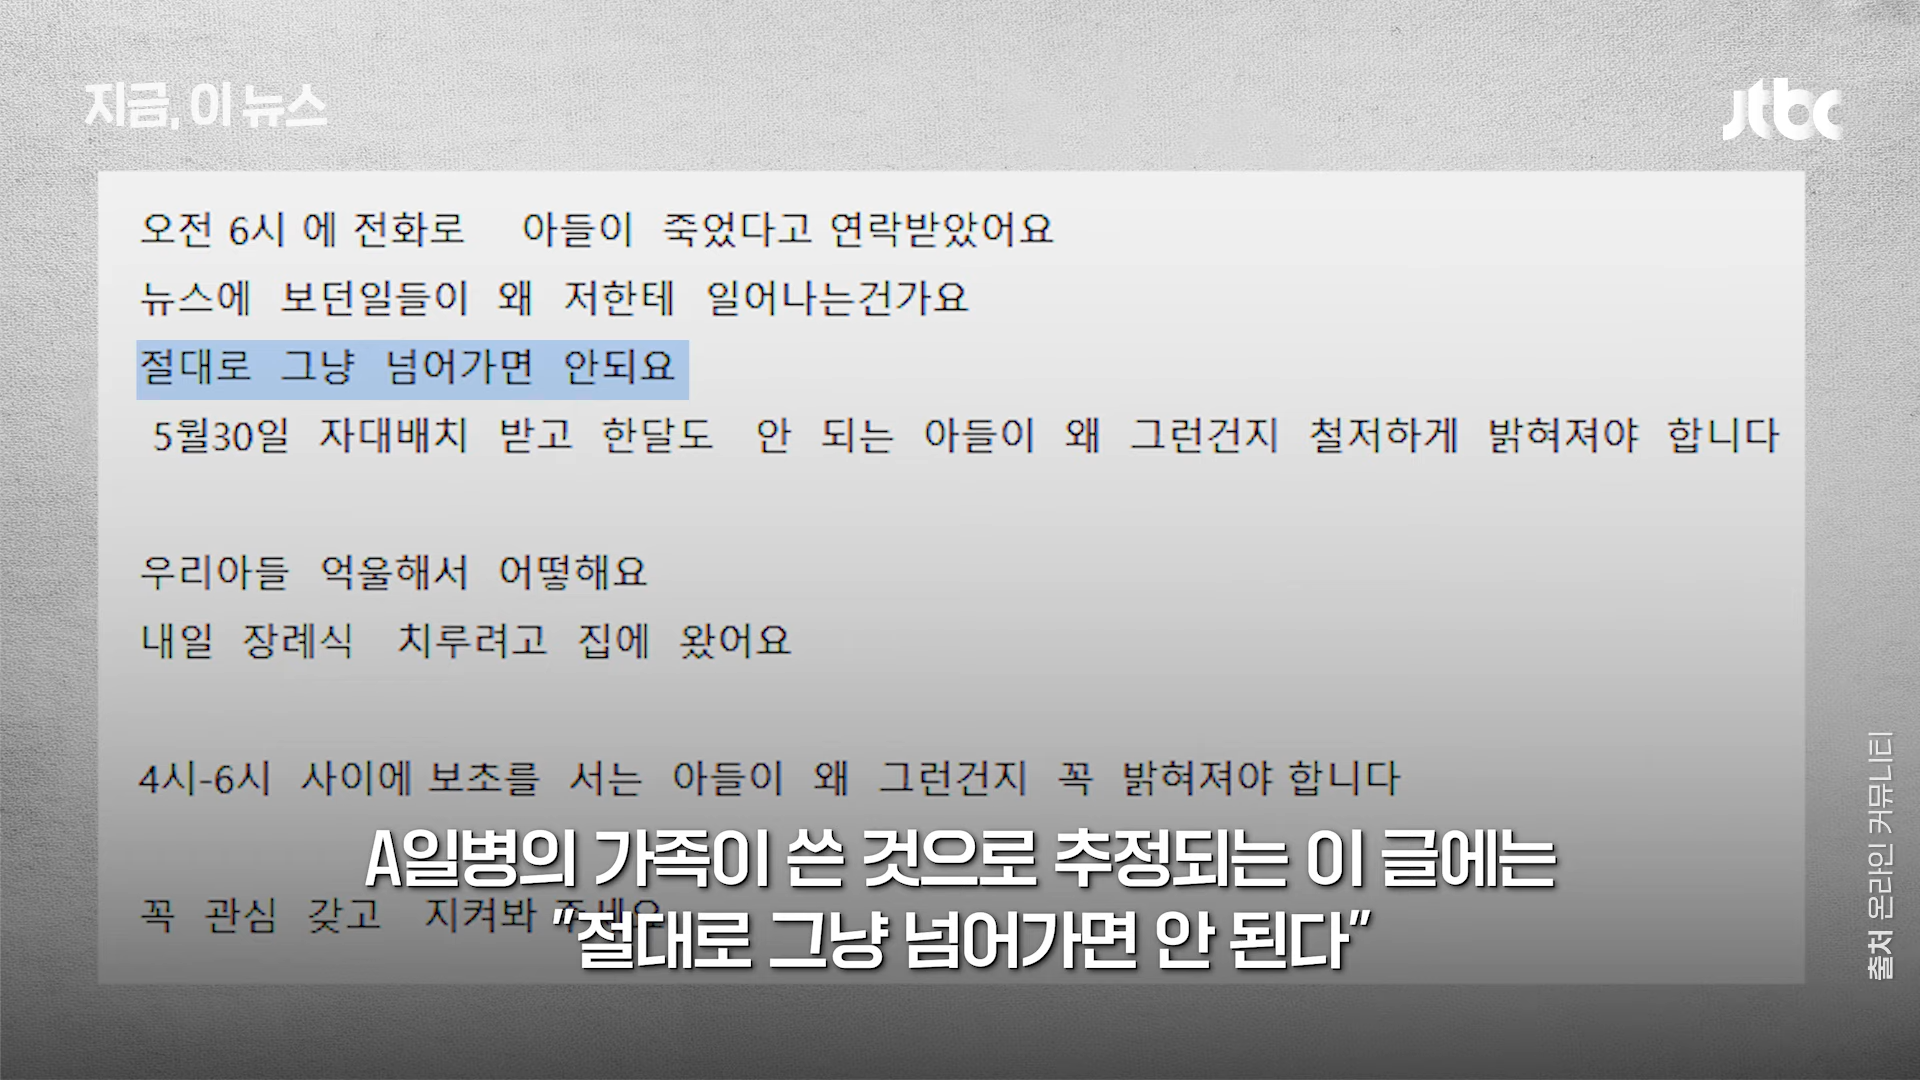 지금, 이 뉴스
jtbc
오전 6시 에 전화로 아들이 죽었다고 연락받았어요
뉴스에 보던일들이 왜 저한테 일어나는건가요
절대로 그냥 넘어가면 안되요
5월30일 자대배치 받고 한달도 안 되는 아들이 왜 그런건지 철저하게 밝혀져야 합니다
우리아들 억울해서 어떻해요
내일 장례식 치루려고 집에 왔어요
4시-6시 사이에 보초를 서는 아들이 왜 그런건지 꼭 밝혀져야 합니다
꼭 관심 갖고 지켜봐 주세요
A일병의 가족이 쓴 것으로 추정되는 이 글에는
"절대로 그냥 넘어가면 안 된다"
출처 온라인 커뮤니티